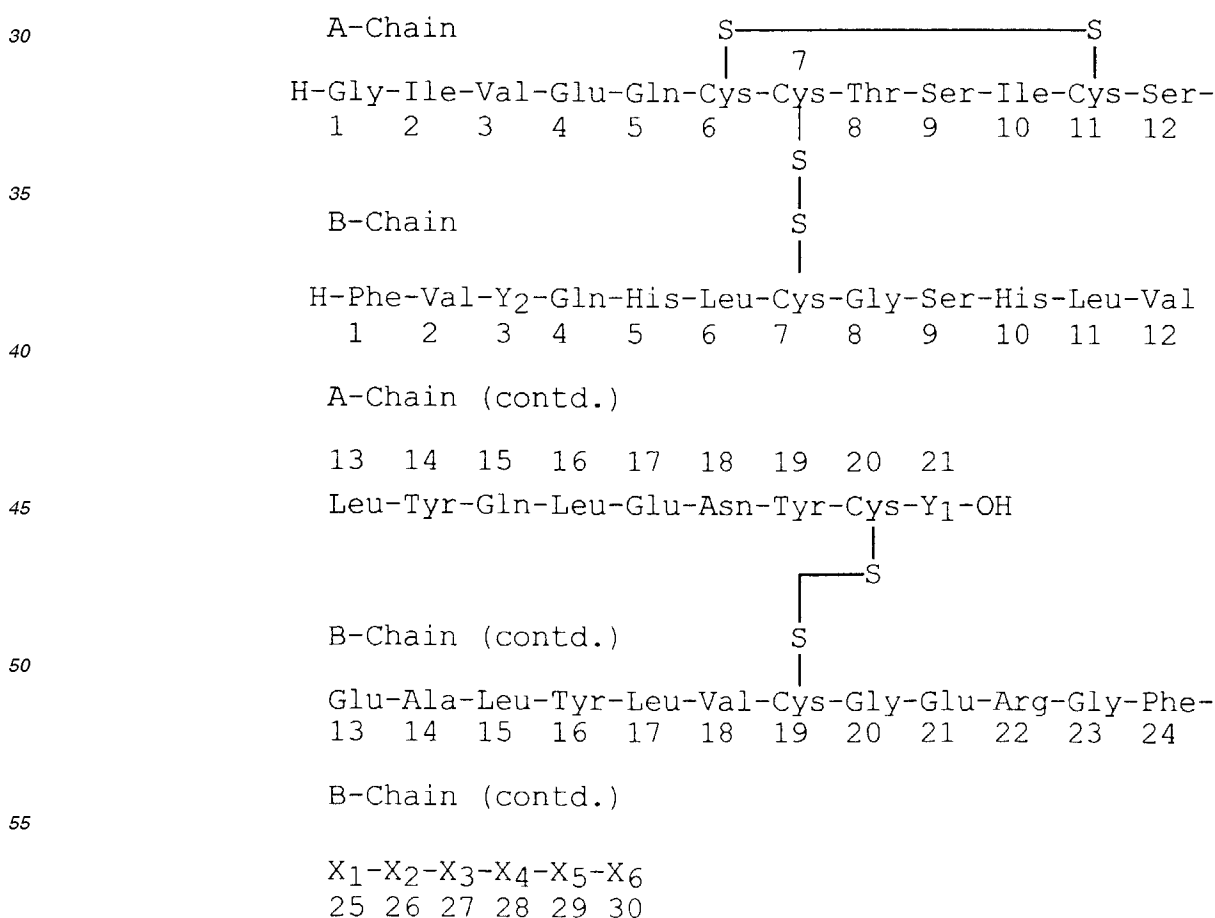 30 A-Chain S S
7
H-Gly-Ile-Val-Glu-Gln-Cys-Cys-Thr-Ser-Ile-Cys-Ser-
1 2 3 4 5 6 8 9 10 11 12
S
35
B-Chain S
H-Phe-Val-Y2-Gln-His-Leu-Cys-Gly-Ser-His-Leu-Val
1 2 3 4 5 6 7 8 9 10 11 12
40
A-Chain (contd.)
13 14 15 16 17 18 19 20 21
45 Leu-Tyr-Gln-Leu-Glu-Asn-Tyr-Cys-Y1-OH
S
B-Chain (contd.) S
50
Glu-Ala-Leu-Tyr-Leu-Val-Cys-Gly-Glu-Arg-Gly-Phe-
13 14 15 16 17 18 19 20 21 22 23 24
B-Chain (contd.)
55
X1-X2-X3-X4-X5-X6
25 26 27 28 29 30